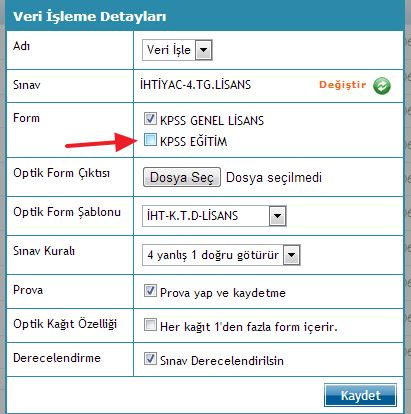 Veri İşleme Detayları
Adı
Veri İşle
Sınav
İHTİYAC-4.TG.LİSANS
Değiştir
Form
KPSS GENEL LİSANS
KPSS EĞİTİM
Optik Form Çıktısı
Dosya Seç Dosya seçilmedi
Optik Form Şablonu
İHT-K.T.D-LİSANS
Sınav Kuralı
4 yanlış 1 doğru götürür
Prova
Prova yap ve kaydetme
Optik Kağıt Özelliği
Her kağıt 1'den fazla form içerir.
Derecelendirme
Sınav Derecelendirilsin
Kaydet